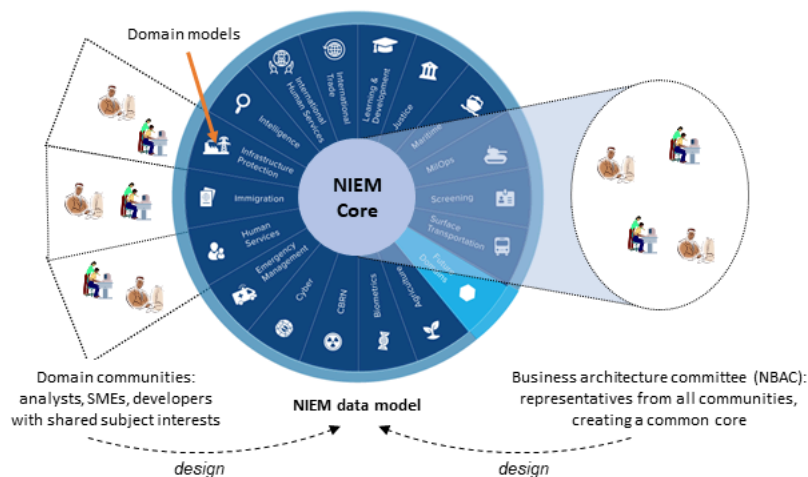 Domain models
International
Human Services
International
Trade
Learning &
Development
Justice
Maritime
MilOps
Screening
Surface
Transportation
Future
Domains
Agriculture
Biometrics
CBRN
Cyber
Emergency
Management
Human
Services
Immigration
Infrastructure
Protection
Intelligence
NIEM
Core
Domain communities:
analysts, SMEs, developers
with shared subject interests
NIEM data model
Business architecture committee (NBAC):
representatives from all communities,
creating a common core
design
design